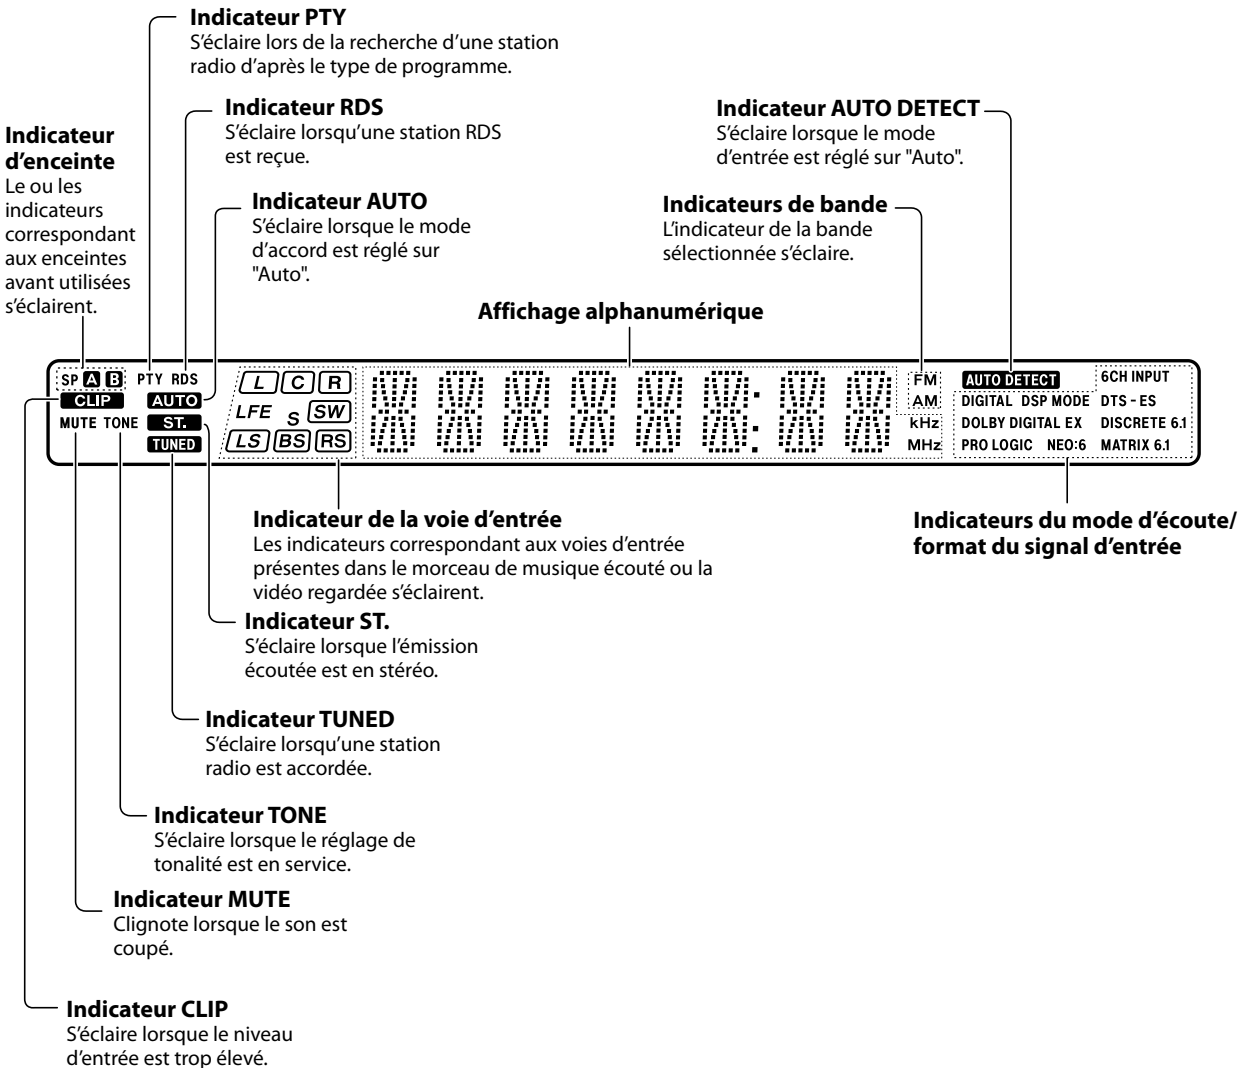 Indicateur PTY
S'éclaire lors de la recherche d'une station
radio d'après le type de programme.
Indicateur RDS
S'éclaire lorsqu'une station RDS
est reçue.
Indicateur AUTO DETECT
S'éclaire lorsque le mode
d'entrée est réglé sur "Auto".
Indicateur
d'enceinte
Le ou les
indicateurs
correspondant
aux enceintes
avant utilisées
s'éclairent.
Indicateur AUTO
S'éclaire lorsque le mode
d'accord est réglé sur
"Auto".
Indicateurs de bande
L'indicateur de la bande
sélectionnée s'éclaire.
Affichage alphanumérique
SP A B PTY RDS
CLIP AUTO
MUTE TONE ST.
TUNED
L C R
LFE S SW
LS BS RS
FM
AM
kHz
MHz
AUTO DETECT 6CH INPUT
DIGITAL DSP MODE DTS - ES
DOLBY DIGITAL EX DISCRETE 6.1
PRO LOGIC NEO:6 MATRIX 6.1
Indicateur de la voie d'entrée
Les indicateurs correspondant aux voies d'entrée
présentes dans le morceau de musique écouté ou la
vidéo regardée s'éclairent.
Indicateurs du mode d'écoute/
format du signal d'entrée
Indicateur ST.
S'éclaire lorsque l'émission
écoutée est en stéréo.
Indicateur TUNED
S'éclaire lorsqu'une station
radio est accordée.
Indicateur TONE
S'éclaire lorsque le réglage de
tonalité est en service.
Indicateur MUTE
Clignote lorsque le son est
coupé.
Indicateur CLIP
S'éclaire lorsque le niveau
d'entrée est trop élevé.